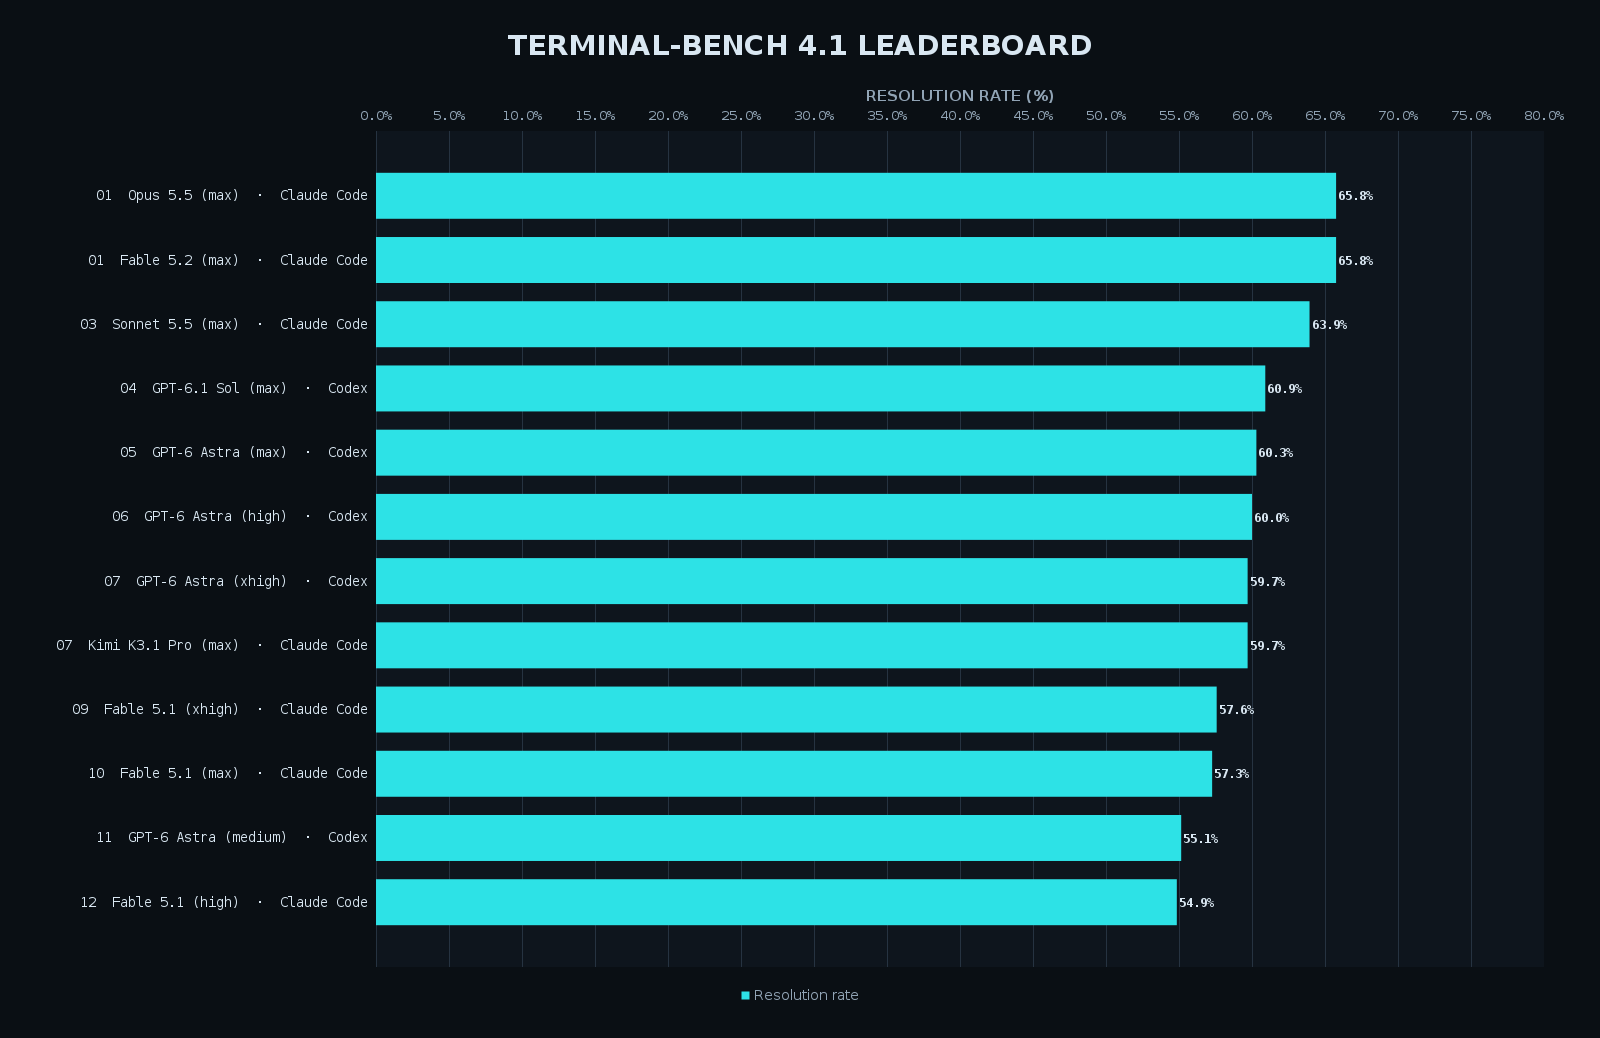 TERMINAL-BENCH 4.1 LEADERBOARD
RESOLUTION RATE (%)
0.0% 5.0% 10.0% 15.0% 20.0% 25.0% 30.0% 35.0% 40.0% 45.0% 50.0% 55.0% 60.0% 65.0% 70.0% 75.0% 80.0%
01 Opus 5.5 (max) · Claude Code 65.8%
01 Fable 5.2 (max) · Claude Code 65.8%
03 Sonnet 5.5 (max) · Claude Code 63.9%
04 GPT-6.1 Sol (max) · Codex 60.9%
05 GPT-6 Astra (max) · Codex 60.3%
06 GPT-6 Astra (high) · Codex 60.0%
07 GPT-6 Astra (xhigh) · Codex 59.7%
07 Kimi K3.1 Pro (max) · Claude Code 59.7%
09 Fable 5.1 (xhigh) · Claude Code 57.6%
10 Fable 5.1 (max) · Claude Code 57.3%
11 GPT-6 Astra (medium) · Codex 55.1%
12 Fable 5.1 (high) · Claude Code 54.9%
Resolution rate